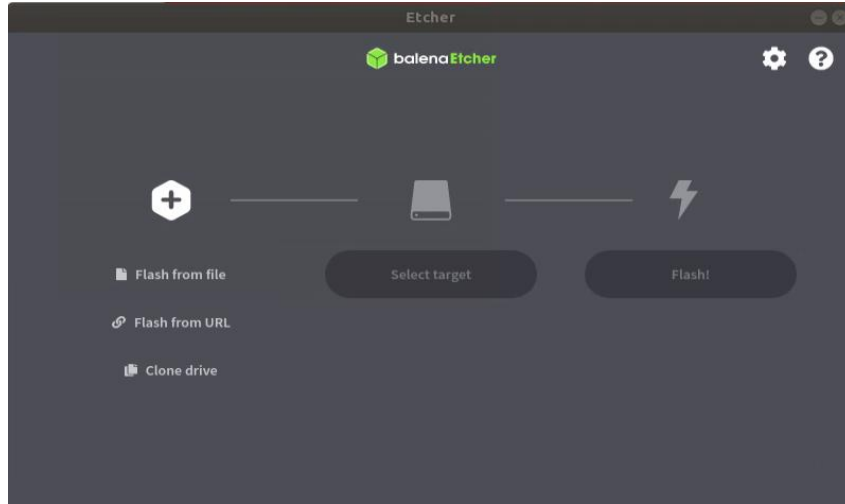 Etcher
balenaEtcher
Flash from file
Select target
Flash!
Flash from URL
Clone drive